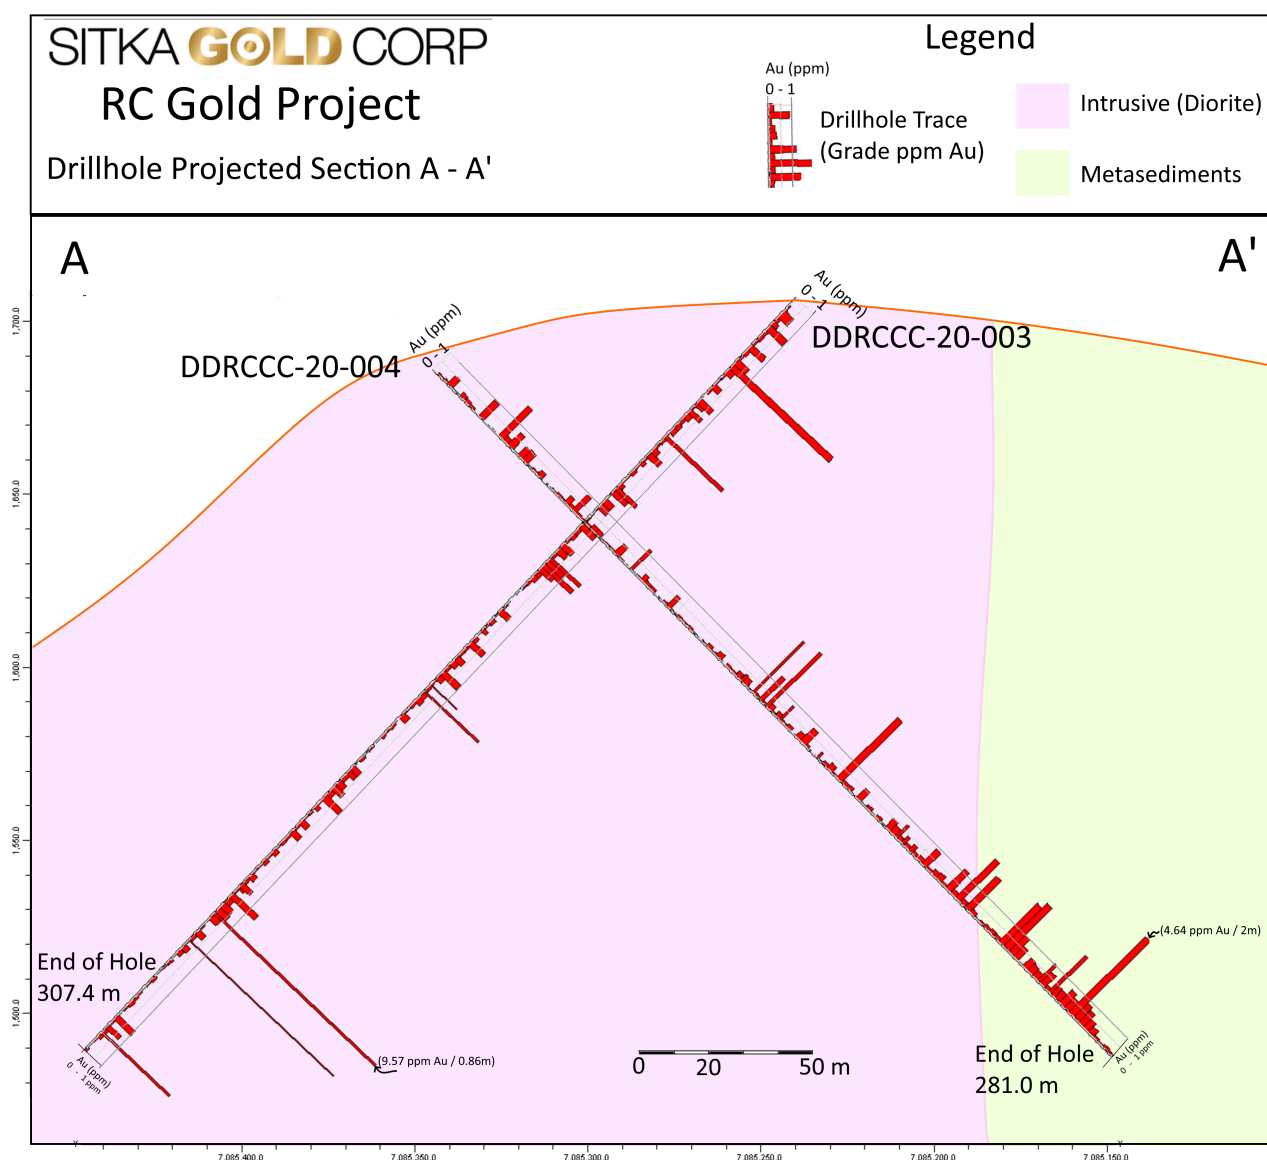 SITKA GOLD CORP
RC Gold Project
Drillhole Projected Section A - A'
Legend
Au (ppm)
0 - 1
Drillhole Trace
(Grade ppm Au)
Intrusive (Diorite)
Metasediments
A
A'
Au (ppm)
0 - 1
DDRCCC-20-004
Au (ppm)
0 - 1
DDRCCC-20-003
1,700.0
1,650.0
1,600.0
1,550.0
1,500.0
(4.64 ppm Au / 2m)
End of Hole
307.4 m
Au (ppm)
0 - 1 ppm
(9.57 ppm Au / 0.86m)
0 20 50 m
End of Hole
281.0 m
Au (ppm)
0 - 1 ppm
7,085,400.0 7,085,350.0 7,085,300.0 7,085,250.0 7,085,200.0 7,085,150.0